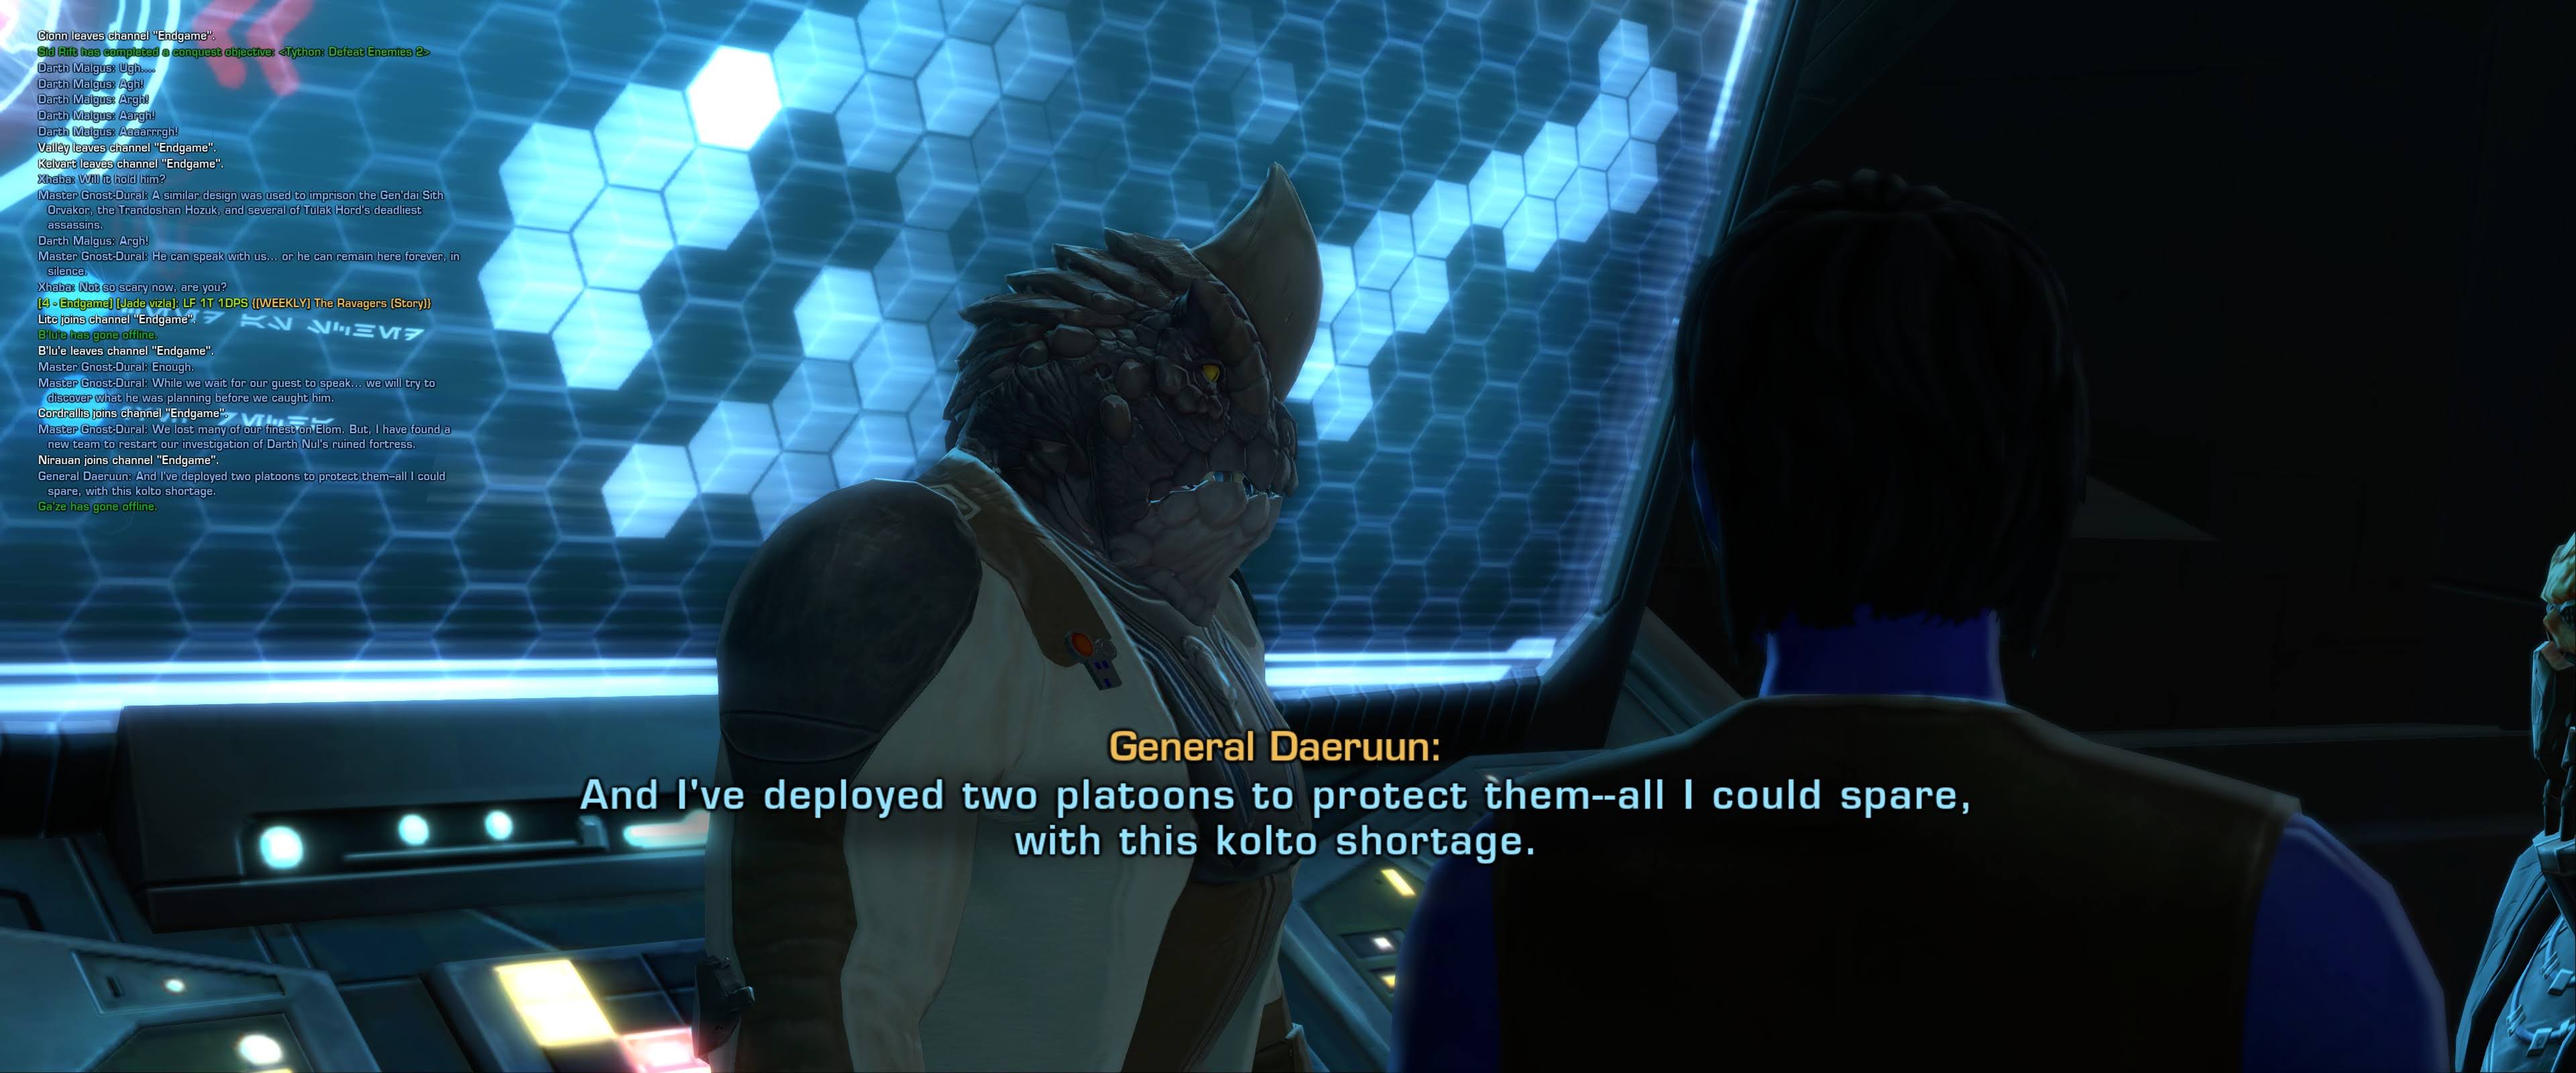 Cionn leaves channel "Endgame".
Sid Rift has completed a conquest objective: <Tython: Defeat Enemies 2>
Darth Malgus: Ugh....
Darth Malgus: Agh!
Darth Malgus: Argh!
Darth Malgus: Aargh!
Darth Malgus: Aaaarrrgh!
Valléy leaves channel "Endgame".
Kelvart leaves channel "Endgame".
Xhaba: Will it hold him?
Master Gnost-Dural: A similar design was used to imprison the Gen'dai Sith
Orvakor, the Trandoshan Hozuk, and several of Tulak Hord's deadliest
assassins.
Darth Malgus: Argh!
Master Gnost-Dural: He can speak with us... or he can remain here forever, in
silence.
Xhaba: Not so scary now, are you?
[4 - Endgame] [Jade vizla]: LF 1T 1DPS {[WEEKLY] The Ravagers (Story)}
Litc joins channel "Endgame".
B'lu'e has gone offline.
B'lu'e leaves channel "Endgame".
Master Gnost-Dural: Enough.
Master Gnost-Dural: While we wait for our guest to speak... we will try to
discover what he was planning before we caught him.
Cordrallis joins channel "Endgame".
Master Gnost-Dural: We lost many of our finest on Elom. But, I have found a
new team to restart our investigation of Darth Nul's ruined fortress.
Nirauan joins channel "Endgame".
General Daeruun: And I've deployed two platoons to protect them--all I could
spare, with this kolto shortage.
Ga'ze has gone offline.
General Daeruun:
And I've deployed two platoons to protect them--all I could spare,
with this kolto shortage.